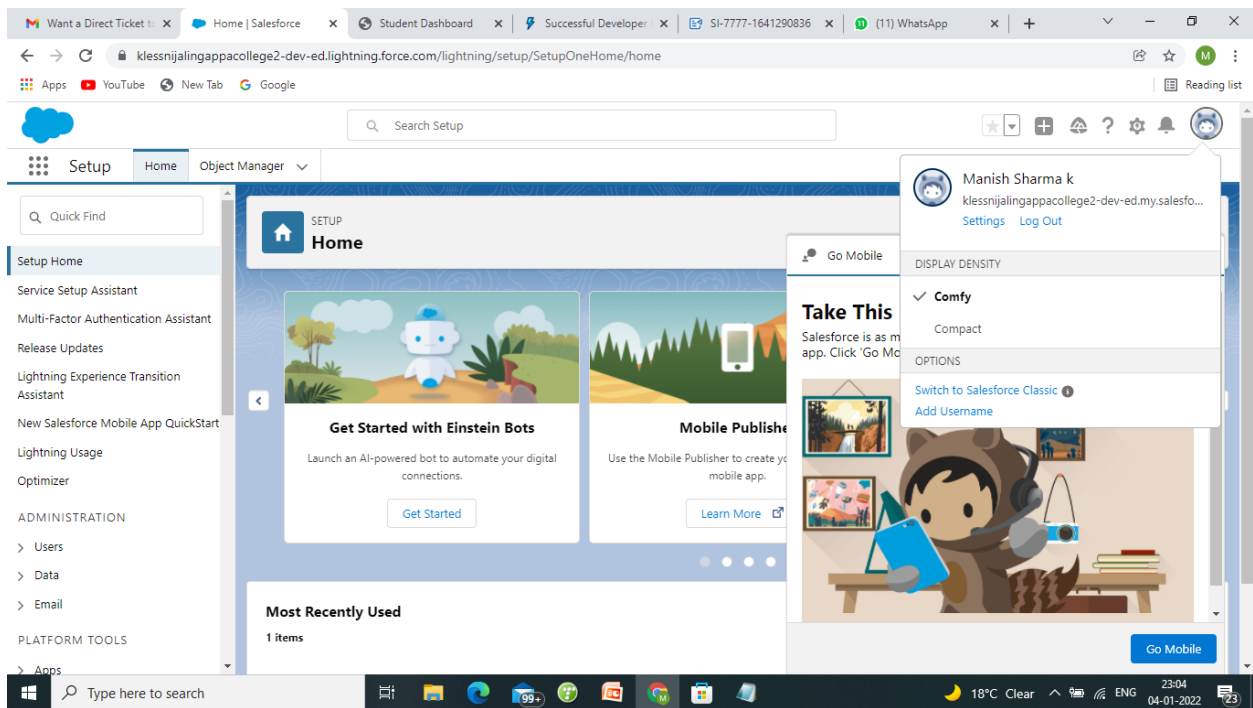 Want a Direct Ticket to
Home | Salesforce
Student Dashboard
Successful Developer
SI-7777-1641290836
(11) WhatsApp
klessnijalingappacollege2-dev-ed.lightning.force.com/lightning/setup/SetupOneHome/home
M
Apps
YouTube
New Tab
Google
Reading list
Search Setup
Setup
Home
Object Manager
Quick Find
Setup Home
Service Setup Assistant
Multi-Factor Authentication Assistant
Release Updates
Lightning Experience Transition
Assistant
New Salesforce Mobile App QuickStart
Lightning Usage
Optimizer
ADMINISTRATION
Users
Data
Email
PLATFORM TOOLS
Apps
SETUP
Home
Get Started with Einstein Bots
Launch an AI-powered bot to automate your digital
connections.
Get Started
Mobile Publishe
Use the Mobile Publisher to create yo
mobile app.
Learn More
Most Recently Used
1 items
Go Mobile
Take This
Salesforce is as m
app. Click 'Go Mo
Go Mobile
Manish Sharma k
klessnijalingappacollege2-dev-ed.my.salesfo...
Settings Log Out
DISPLAY DENSITY
Comfy
Compact
OPTIONS
Switch to Salesforce Classic
Add Username
Type here to search
99+
18°C Clear
ENG
23:04
04-01-2022
23